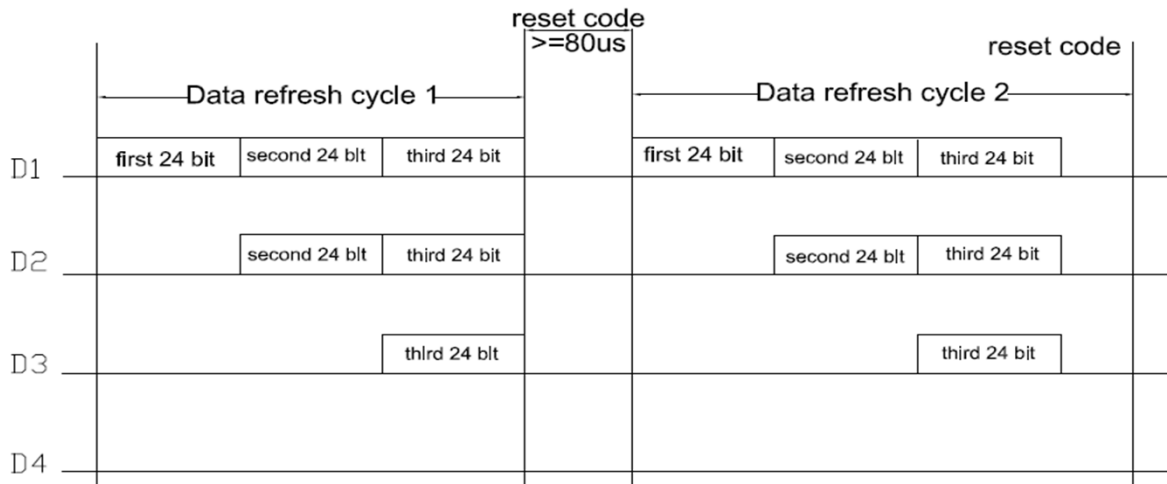 reset code
>=80us
reset code
Data refresh cycle 1
Data refresh cycle 2
D1 first 24 bit second 24 blt third 24 bit first 24 bit second 24 blt third 24 bit
D2 second 24 blt third 24 bit second 24 blt third 24 bit
D3 thlrd 24 blt third 24 bit
D4